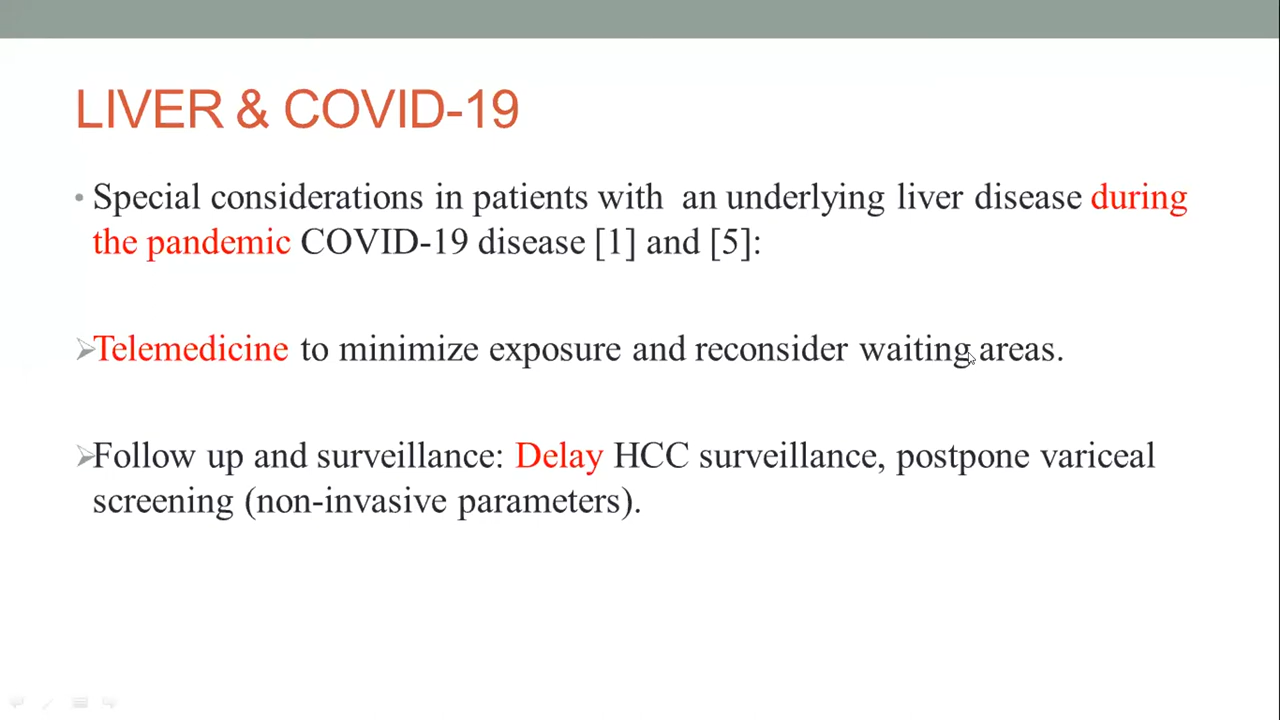 LIVER & COVID-19
• Special considerations in patients with an underlying liver disease during
the pandemic COVID-19 disease [1] and [5]:
➢Telemedicine to minimize exposure and reconsider waiting areas.
➢Follow up and surveillance: Delay HCC surveillance, postpone variceal
screening (non-invasive parameters).